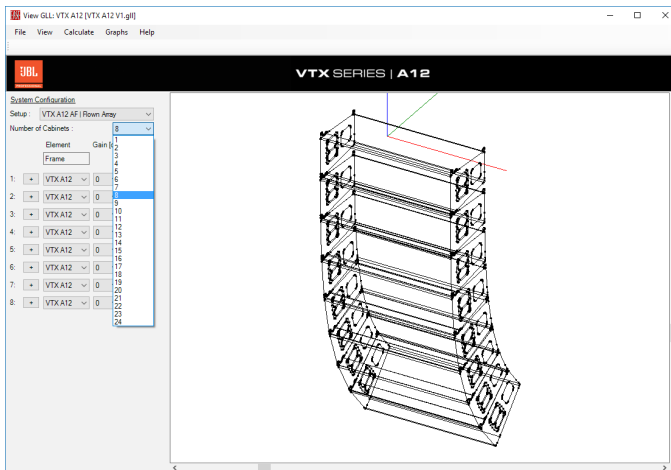 View GLL: VTX A12 [VTX A12 V1.gll]
File View Calculate Graphs Help
JBL
PROFESSIONAL
VTX SERIES | A12
System Configuration
Setup : VTX A12 AF | Flown Array
Number of Cabinets : 8
Element Gain [
Frame
1
2
3
4
5
6
7
8
9
10
11
12
13
14
15
16
17
18
19
20
21
22
23
24
1: + VTX A12 0
2: + VTX A12 0
3: + VTX A12 0
4: + VTX A12 0
5: + VTX A12 0
6: + VTX A12 0
7: + VTX A12 0
8: + VTX A12 0